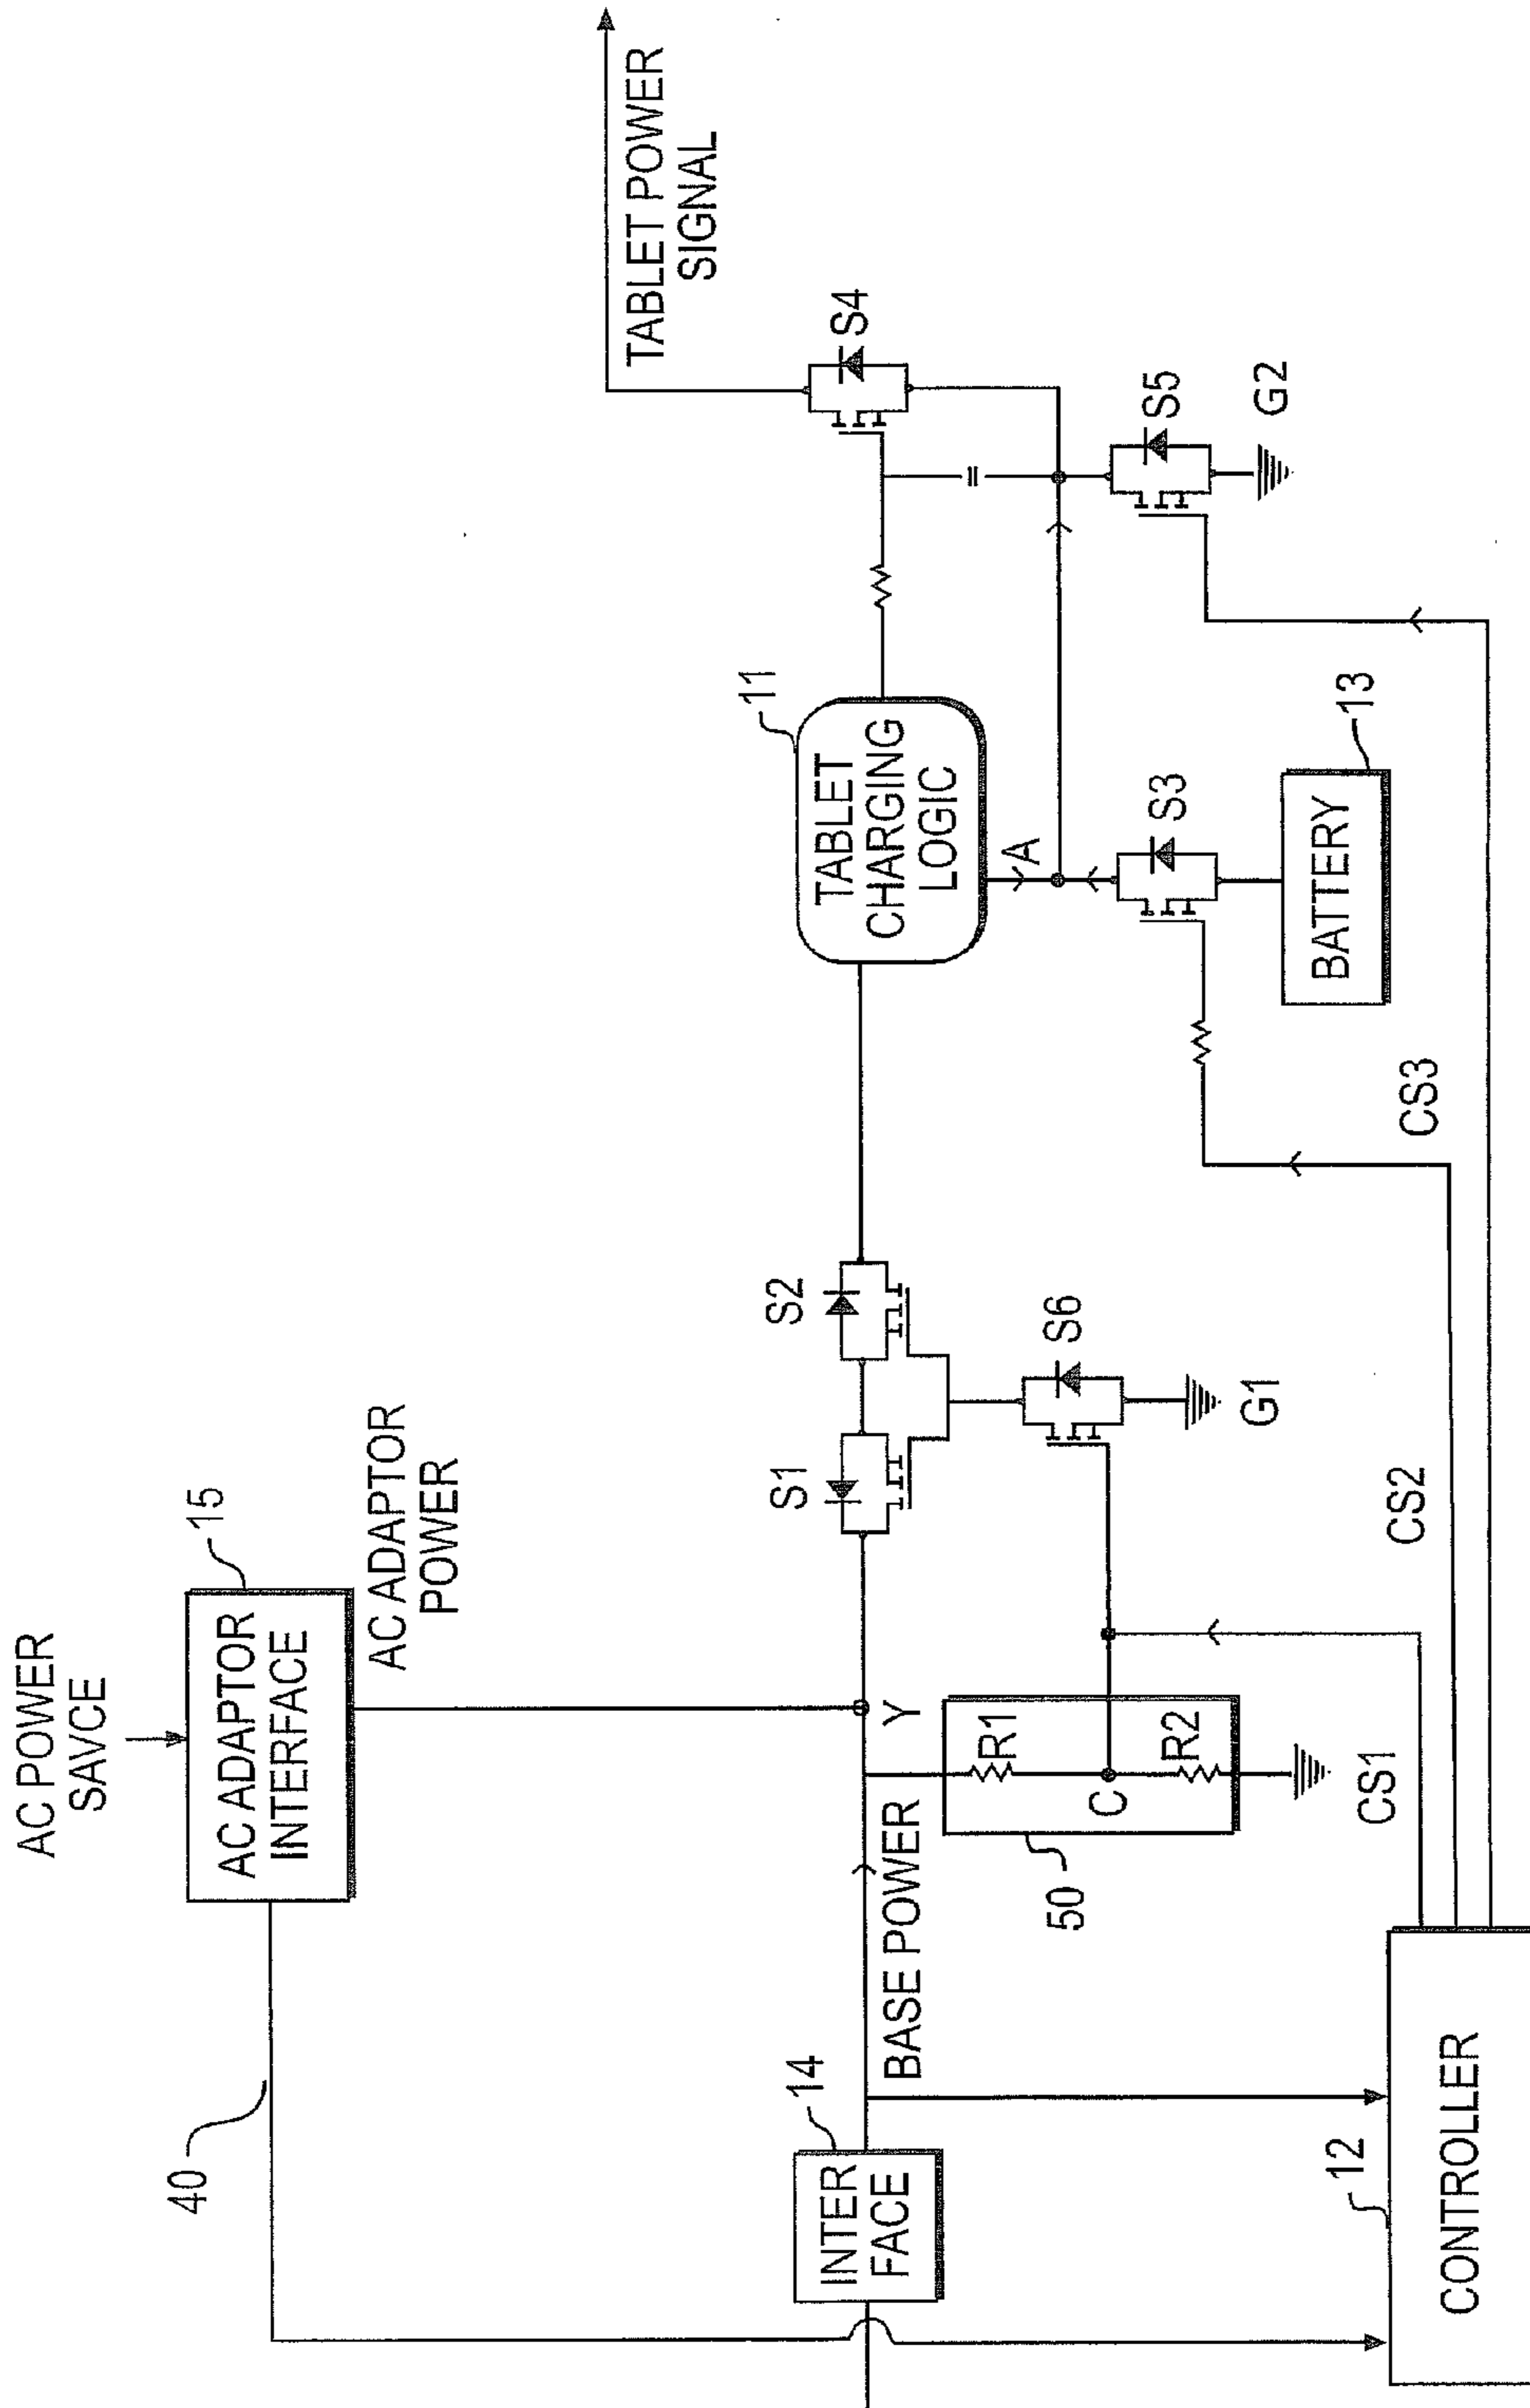 AC POWER
SAVCE
AC ADAPTOR
INTERFACE
15
AC ADAPTOR
POWER
40
TABLET POWER
SIGNAL
S4
11
TABLET
CHARGING
LOGIC
S1
S2
INTER
FACE
14
BASE POWER
Y
A
R1
C
R2
50
S6
G1
S3
S5
G2
BATTERY
13
CS1
CS2
CS3
12
CONTROLLER